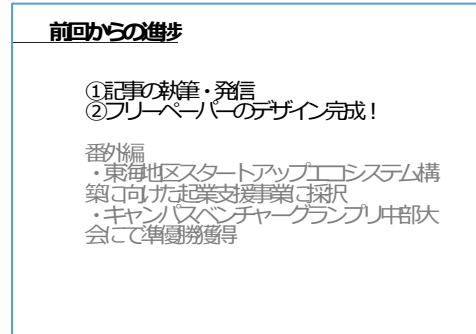 前回からの進捗
①記事の執筆・発信
②フリーペーパーのデザイン完成！
番外編
・東海地区スタートアップエコシステム構
築に向けた起業支援事業に採択
・キャンパスベンチャーグランプリ中部大
会にて準優勝獲得